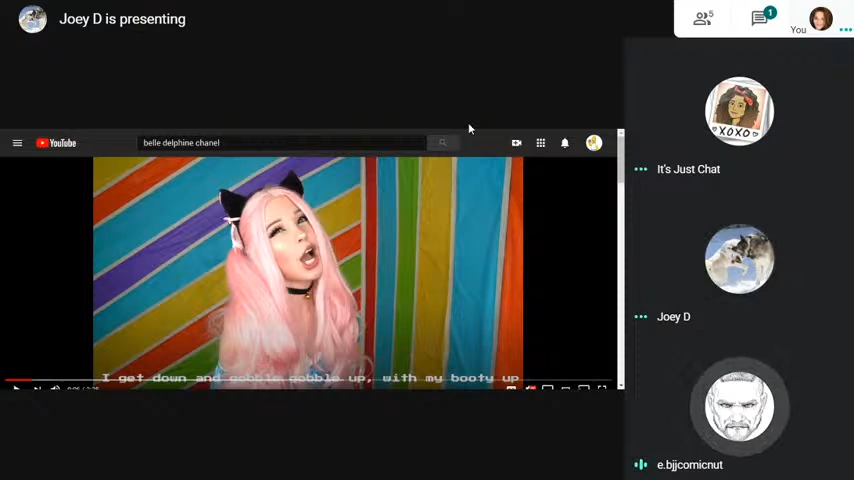 Joey D is presenting
5
1
You
YouTube
belle delphine chanel
XOXO
It's Just Chat
I get down and gobble gobble up, with my booty up
Joey D
e.bjjcomicnut